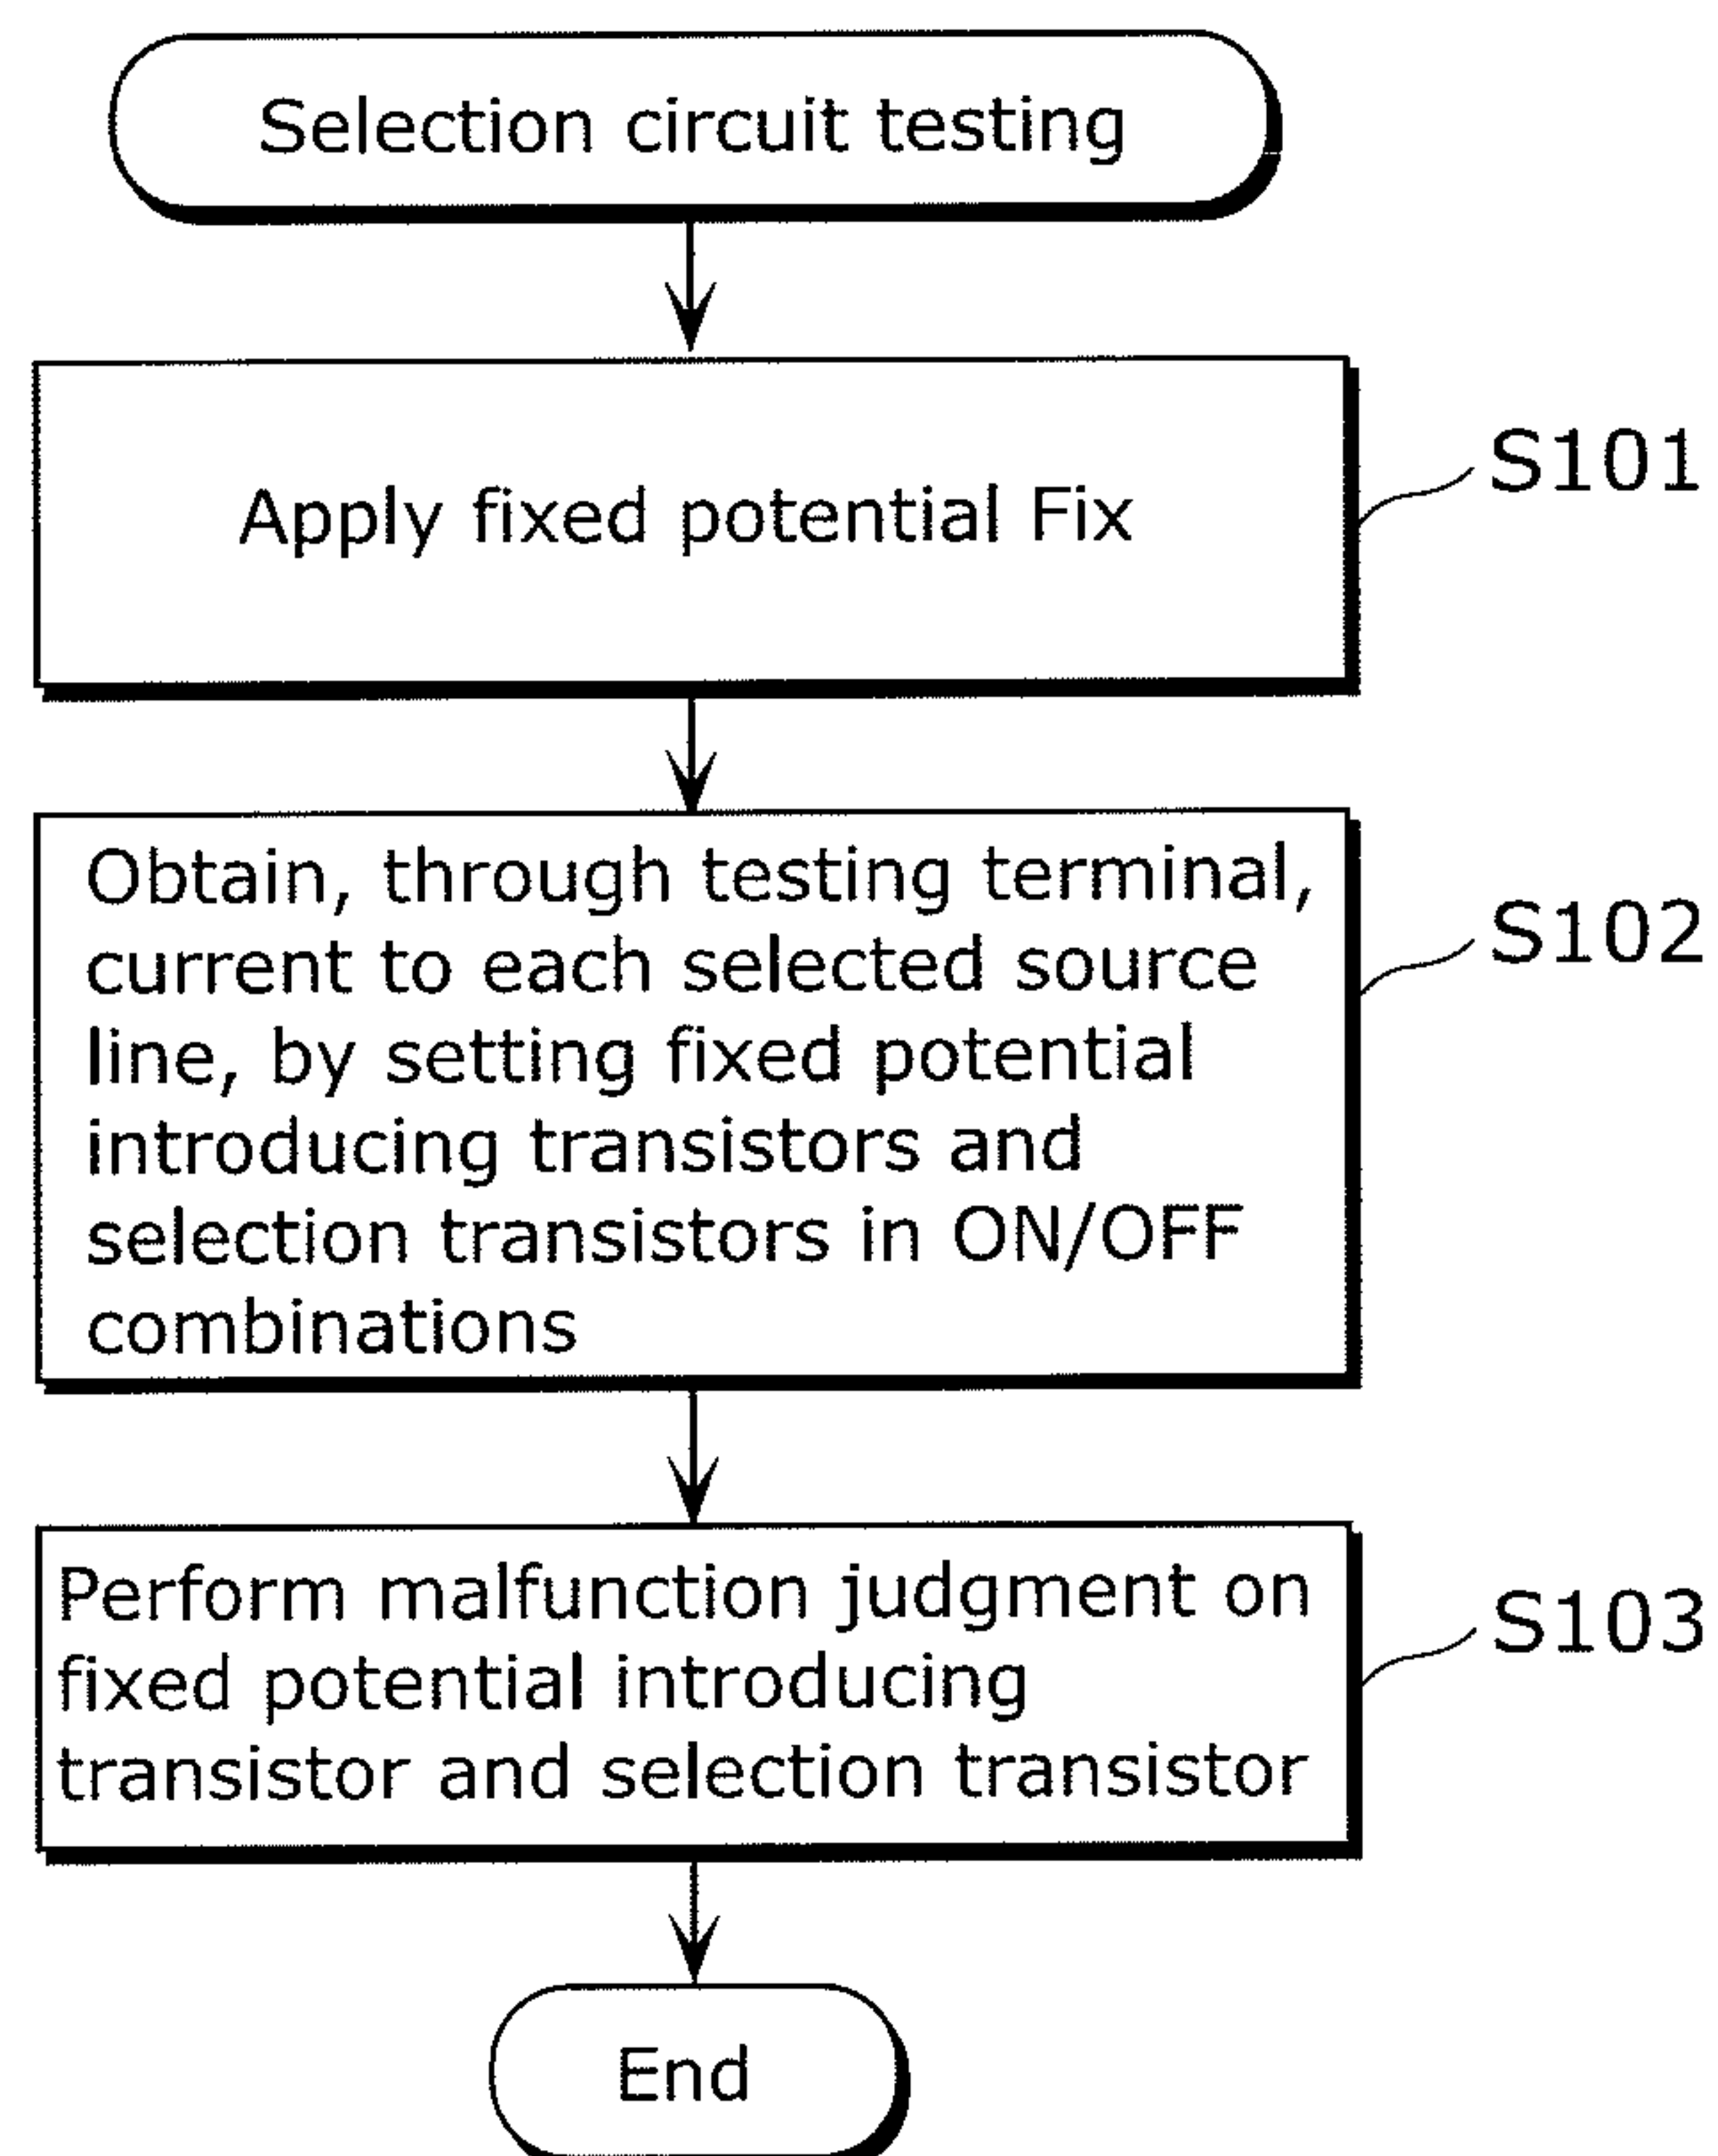 Selection circuit testing
Apply fixed potential Fix
S101
Obtain, through testing terminal,
current to each selected source
line, by setting fixed potential
introducing transistors and
selection transistors in ON/OFF
combinations
S102
Perform malfunction judgment on
fixed potential introducing
transistor and selection transistor
S103
End